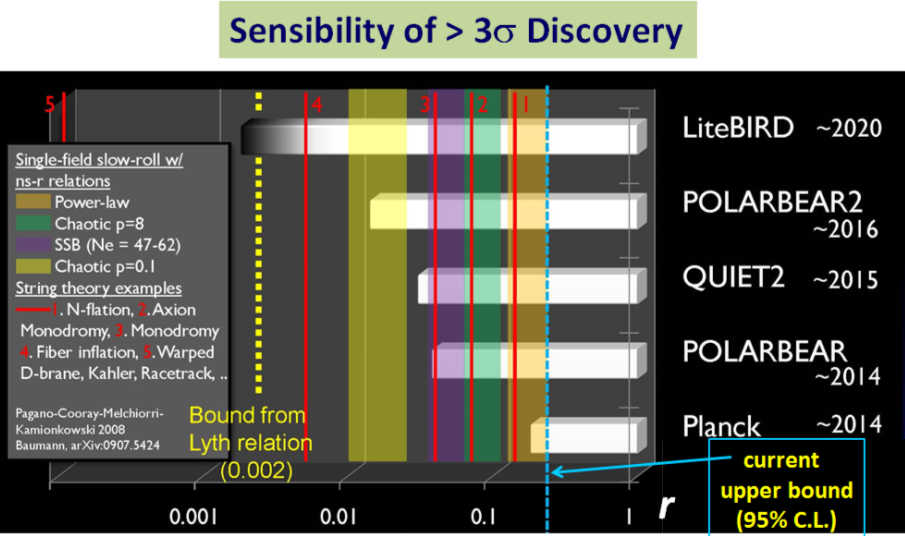 Sensibility of > 3σ Discovery
5
4
3
2
1
LiteBIRD ~2020
POLARBEAR2
~2016
QUIET2 ~2015
POLARBEAR
~2014
Planck ~2014
Single-field slow-roll w/
ns-r relations
Power-law
Chaotic p=8
SSB (Ne = 47-62)
Chaotic p=0.1
String theory examples
1. N-flation, 2. Axion
Monodromy, 3. Monodromy
4. Fiber inflation, 5. Warped
D-brane, Kahler, Racetrack, ..
Pagano-Cooray-Melchiorri-
Kamionkowski 2008
Baumann, arXiv:0907.5424
Bound from
Lyth relation
(0.002)
0.001
0.01
0.1
1
r
current
upper bound
(95% C.L.)